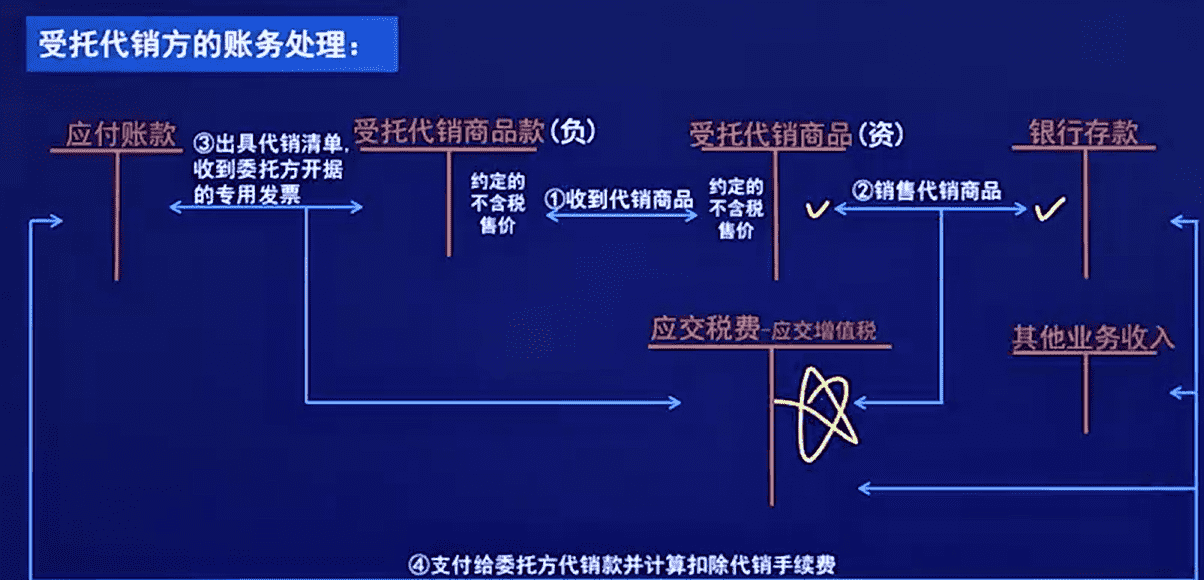 受托代销方的账务处理：
应付账款
③出具代销清单,
收到委托方开据
的专用发票
受托代销商品款(负)
约定的
不含税
售价
①收到代销商品
受托代销商品(资)
约定的
不含税
售价
②销售代销商品
银行存款
应交税费-应交增值税
其他业务收入
④支付给委托方代销款并计算扣除代销手续费